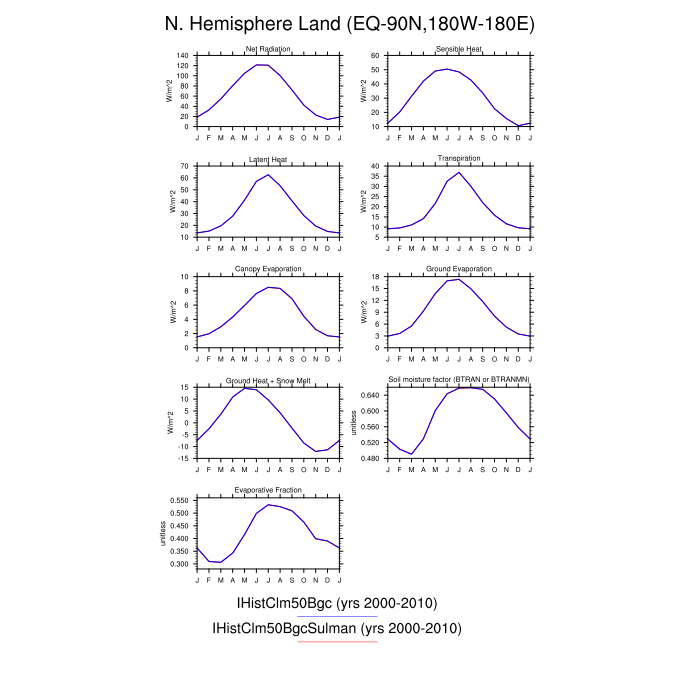 N. Hemisphere Land (EQ-90N,180W-180E)
Net Radiation
W/m^2
140
120
100
80
60
40
20
0
J F M A M J J A S O N D J
Sensible Heat
W/m^2
60
50
40
30
20
10
J F M A M J J A S O N D J
Latent Heat
W/m^2
70
60
50
40
30
20
10
J F M A M J J A S O N D J
Transpiration
W/m^2
40
35
30
25
20
15
10
5
J F M A M J J A S O N D J
Canopy Evaporation
W/m^2
10
8
6
4
2
0
J F M A M J J A S O N D J
Ground Evaporation
W/m^2
18
15
12
9
6
3
0
J F M A M J J A S O N D J
Ground Heat + Snow Melt
W/m^2
15
10
5
0
-5
-10
-15
J F M A M J J A S O N D J
Soil moisture factor (BTRAN or BTRANMN)
unitless
0.640
0.600
0.560
0.520
0.480
J F M A M J J A S O N D J
Evaporative Fraction
unitless
0.550
0.500
0.450
0.400
0.350
0.300
J F M A M J J A S O N D J
IHistClm50Bgc (yrs 2000-2010)
IHistClm50BgcSulman (yrs 2000-2010)